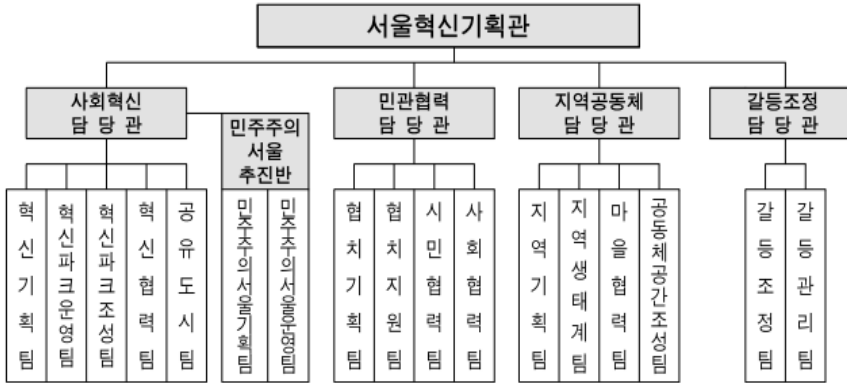 서울혁신기획관
사회혁신
담 당 관
민주주의
서울
추진반
민관협력
담 당 관
지역공동체
담 당 관
갈등조정
담 당 관
혁신기획팀
혁신파크운영팀
혁신파크조성팀
혁신협력팀
공유도시팀
민주주의서울기획팀
민주주의서울운영팀
협치기획팀
협치지원팀
시민협력팀
사회협력팀
지역기획팀
지역생태계팀
마을협력팀
공동체공간조성팀
갈등조정팀
갈등관리팀